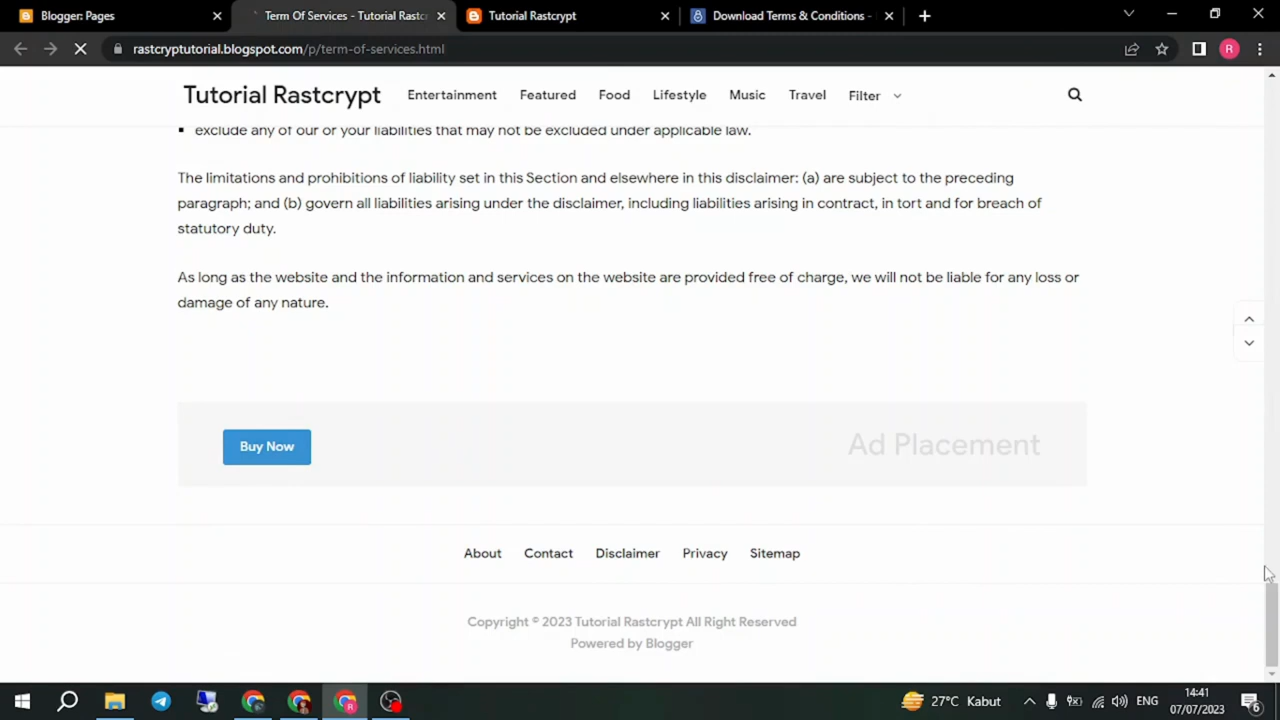 Blogger: Pages
Term Of Services - Tutorial Rastc
Tutorial Rastcrypt
Download Terms & Conditions -
rastcryptutorial.blogspot.com/p/term-of-services.html
R
Tutorial Rastcrypt
Entertainment
Featured
Food
Lifestyle
Music
Travel
Filter
exclude any of our or your liabilities that may not be excluded under applicable law.
The limitations and prohibitions of liability set in this Section and elsewhere in this disclaimer: (a) are subject to the preceding
paragraph; and (b) govern all liabilities arising under the disclaimer, including liabilities arising in contract, in tort and for breach of
statutory duty.
As long as the website and the information and services on the website are provided free of charge, we will not be liable for any loss or
damage of any nature.
Buy Now
Ad Placement
About
Contact
Disclaimer
Privacy
Sitemap
Copyright © 2023 Tutorial Rastcrypt All Right Reserved
Powered by Blogger
27°C Kabut
ENG
14:41
07/07/2023
6